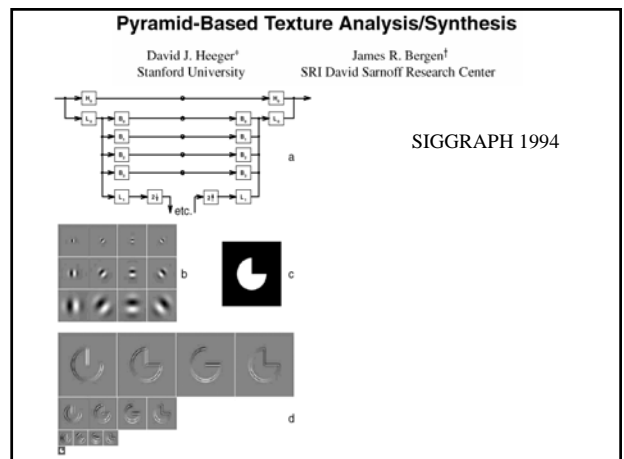 Pyramid-Based Texture Analysis/Synthesis
David J. Heeger* James R. Bergen†
Stanford University SRI David Sarnoff Research Center
SIGGRAPH 1994
a
etc.
b
c
d